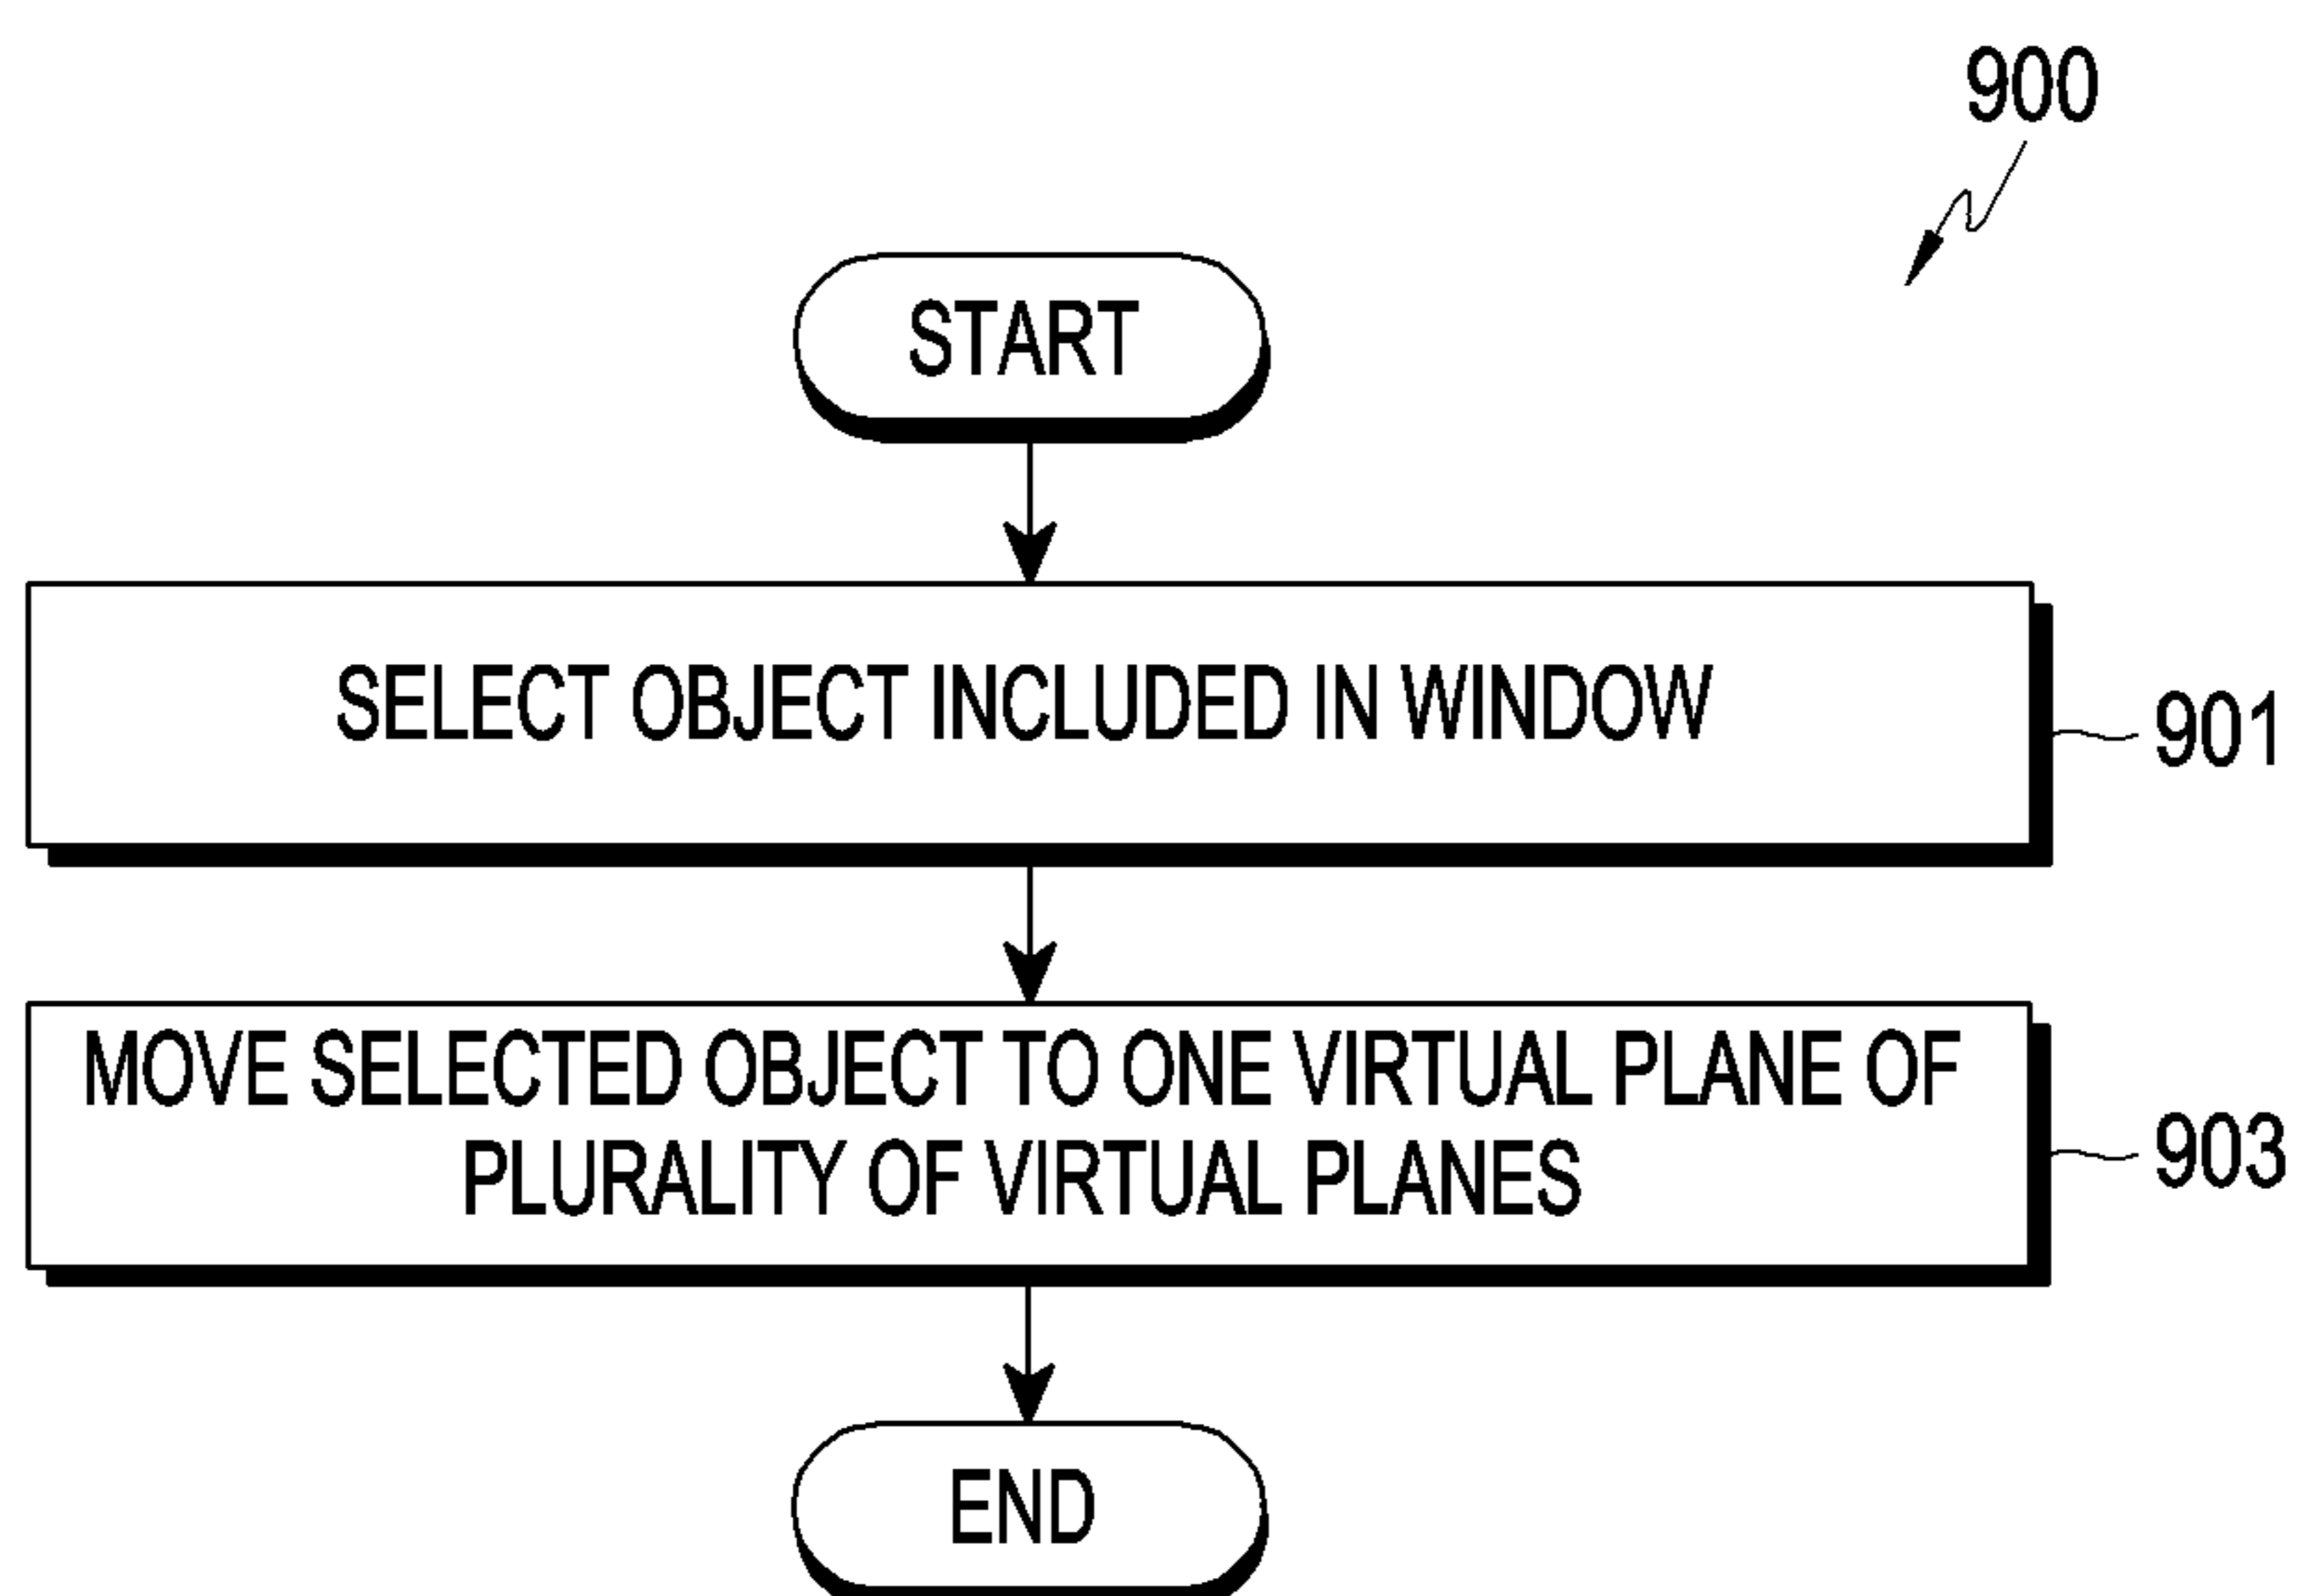 900
START
SELECT OBJECT INCLUDED IN WINDOW
901
MOVE SELECTED OBJECT TO ONE VIRTUAL PLANE OF
PLURALITY OF VIRTUAL PLANES
903
END